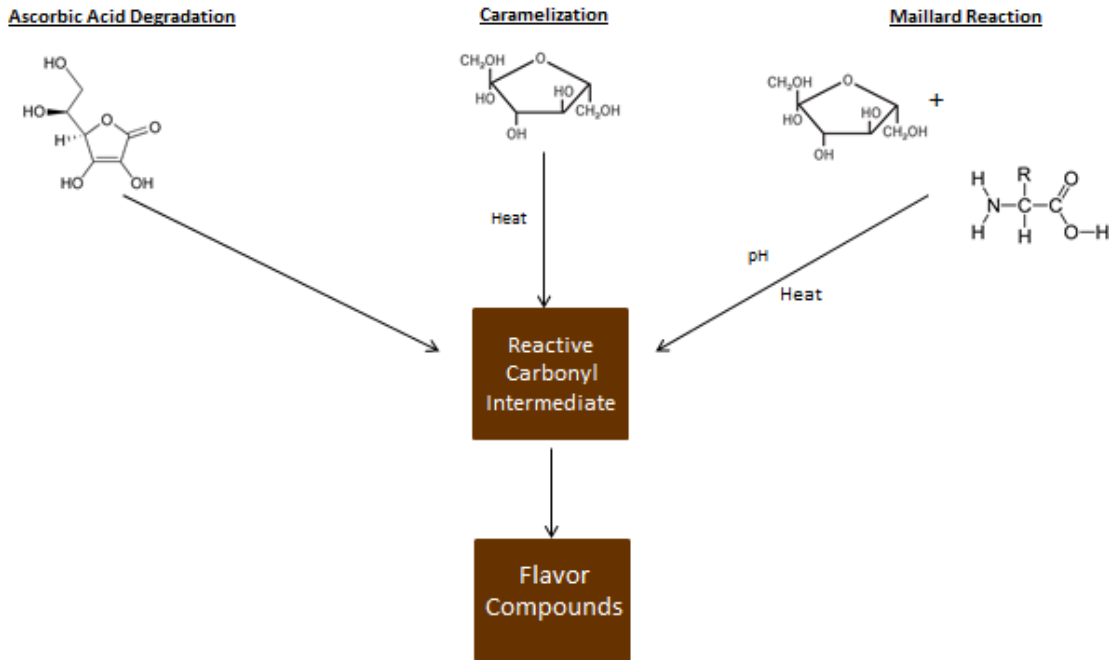 Ascorbic Acid Degradation
Caramelization
Maillard Reaction
HO
HO
H
O
O
HO
OH
CH₂OH
O
HO
HO
CH₂OH
OH
CH₂OH
O
HO
HO
CH₂OH
OH
+
H
R
O
N
C
C
H
H
O
H
Heat
pH
Heat
Reactive
Carbonyl
Intermediate
Flavor
Compounds